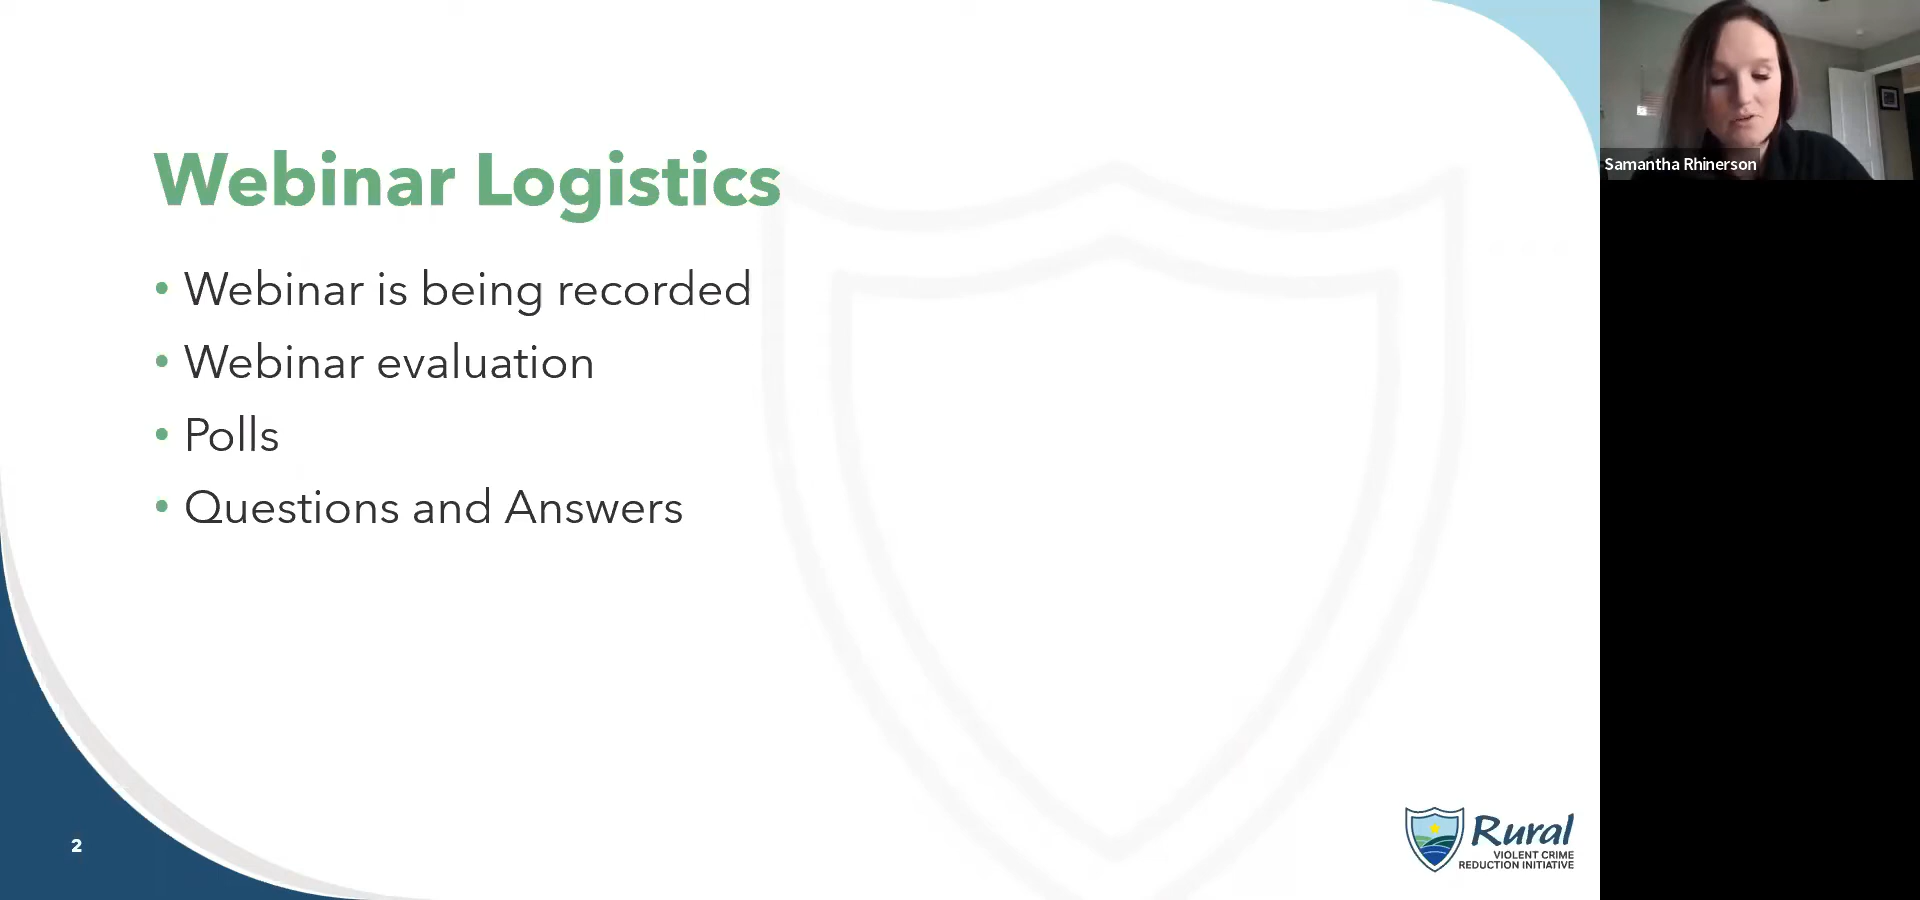 Webinar Logistics
• Webinar is being recorded
• Webinar evaluation
• Polls
• Questions and Answers
2
Rural
VIOLENT CRIME
REDUCTION INITIATIVE
Samantha Rhinerson